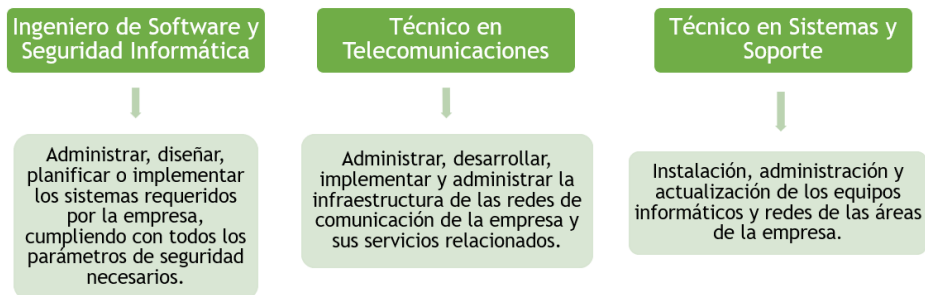 Ingeniero de Software y
Seguridad Informática
Administrar, diseñar,
planificar o implementar
los sistemas requeridos
por la empresa,
cumpliendo con todos los
parámetros de seguridad
necesarios.
Técnico en
Telecomunicaciones
Administrar, desarrollar,
implementar y administrar la
infraestructura de las redes de
comunicación de la empresa y
sus servicios relacionados.
Técnico en Sistemas y
Soporte
Instalación, administración y
actualización de los equipos
informáticos y redes de las áreas
de la empresa.